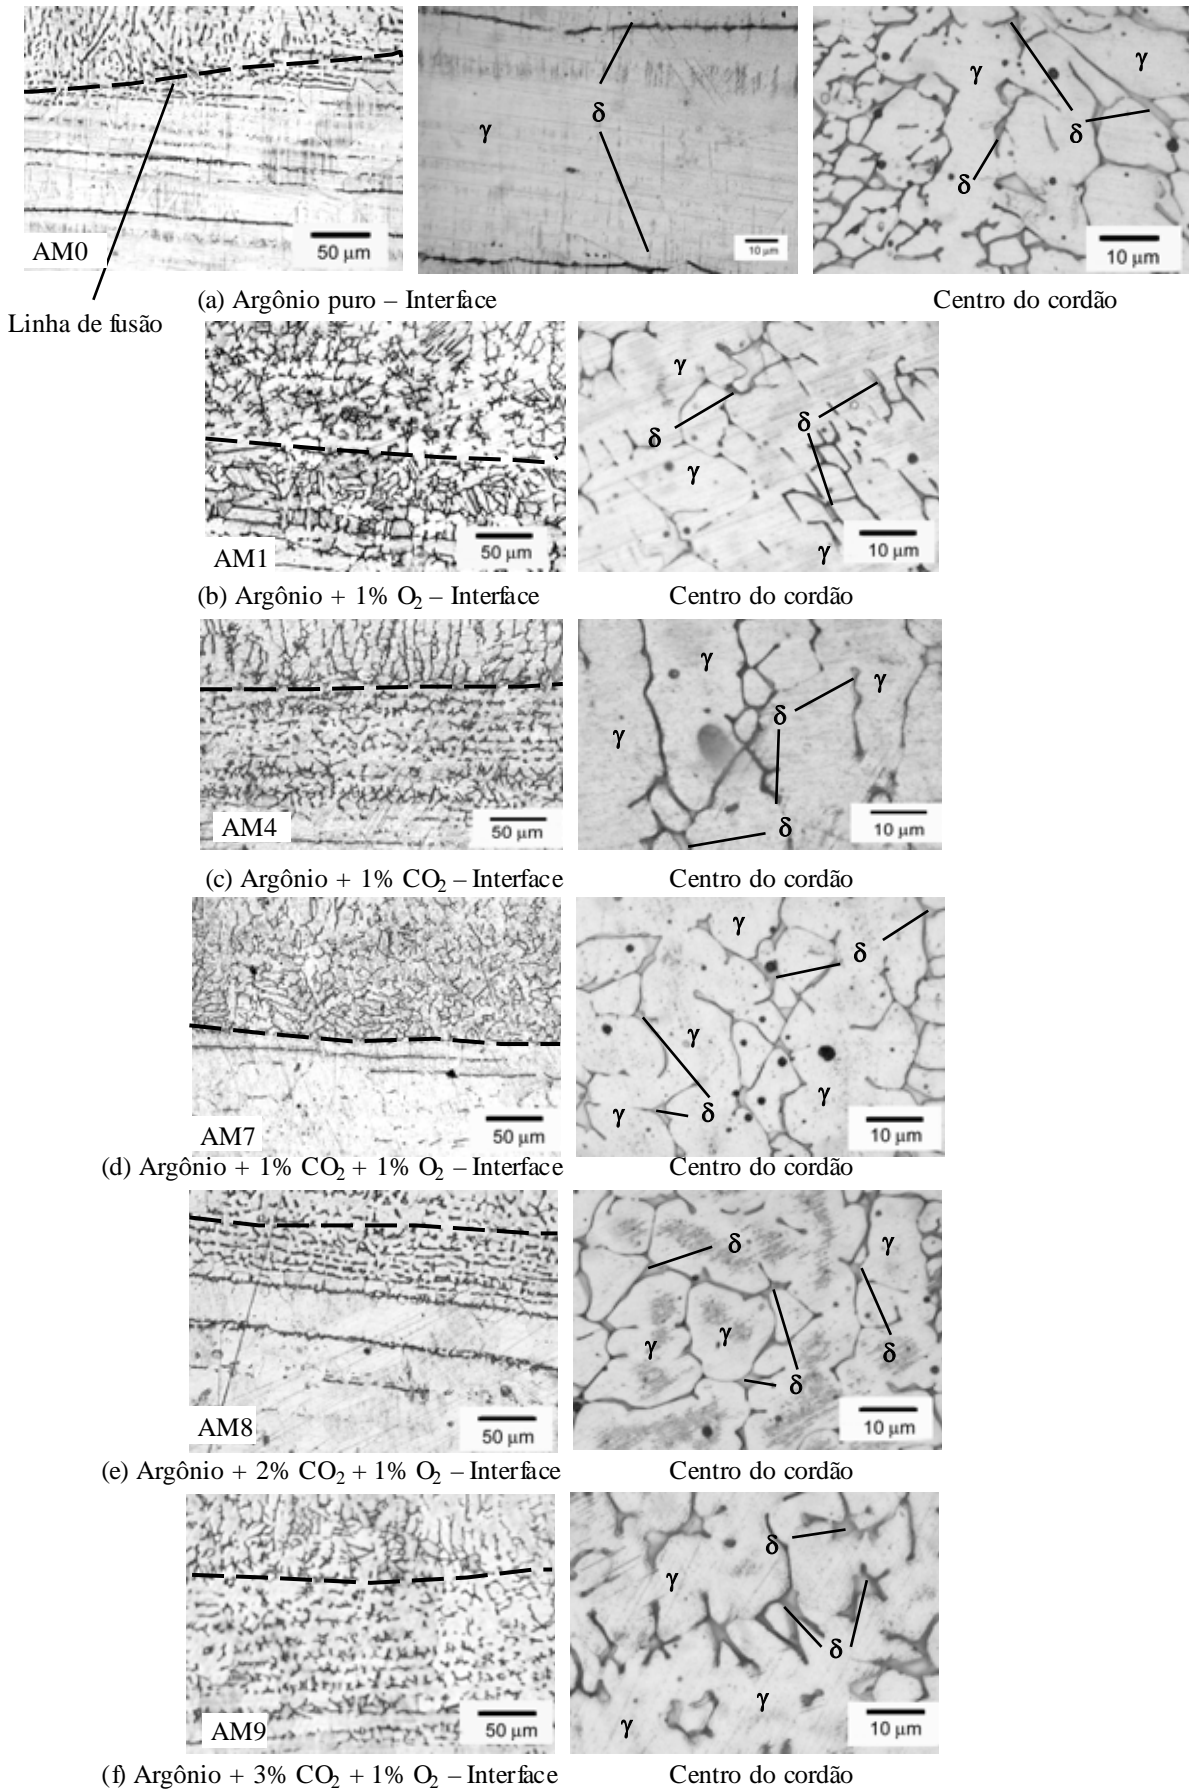 γ
δ
γ
γ
δ
δ
AM0
50 μm
10 μm
10 μm
(a) Argônio puro – Interface
Centro do cordão
Linha de fusão
γ
δ
δ
γ
γ
AM1
50 μm
10 μm
(b) Argônio + 1% O₂ – Interface
Centro do cordão
γ
γ
δ
γ
δ
AM4
50 μm
10 μm
(c) Argônio + 1% CO₂ – Interface
Centro do cordão
γ
δ
γ
γ
δ
γ
AM7
50 μm
10 μm
(d) Argônio + 1% CO₂ + 1% O₂ – Interface
Centro do cordão
δ
γ
γ
γ
δ
δ
AM8
50 μm
10 μm
(e) Argônio + 2% CO₂ + 1% O₂ – Interface
Centro do cordão
δ
γ
δ
γ
γ
AM9
50 μm
10 μm
(f) Argônio + 3% CO₂ + 1% O₂ – Interface
Centro do cordão